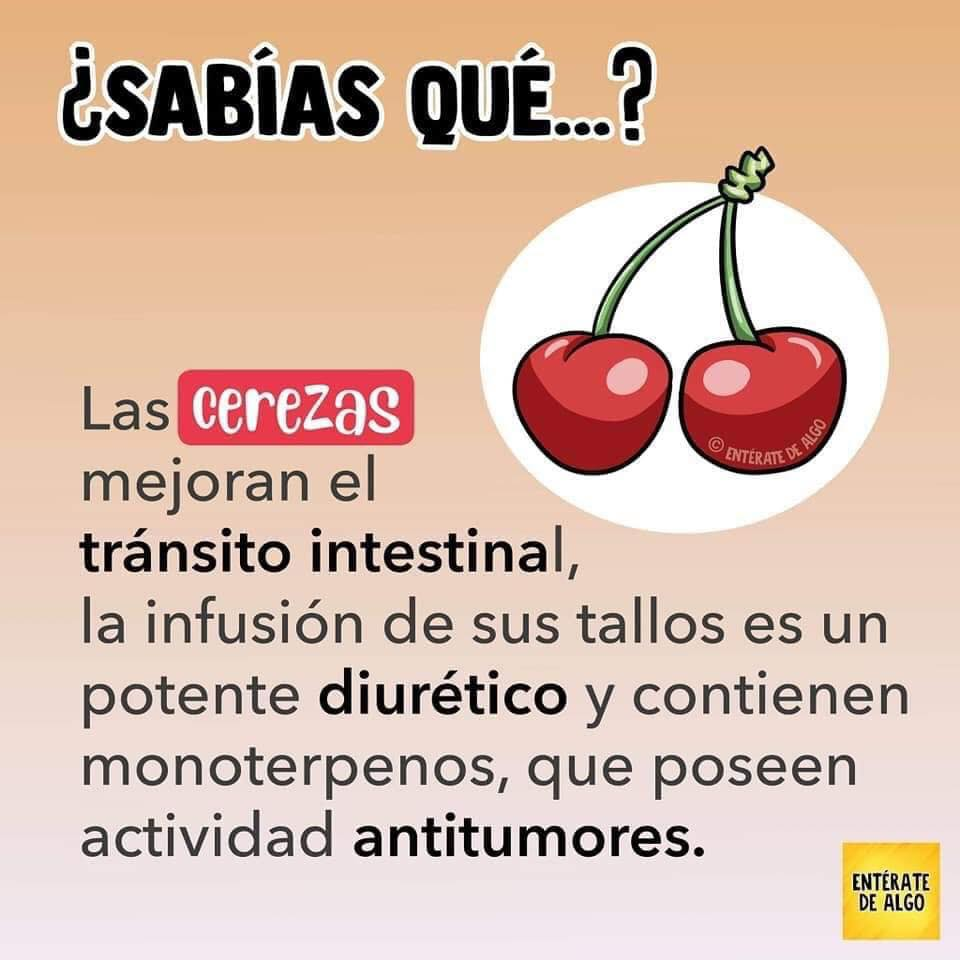 ¿SABÍAS QUÉ...?
Las cerezas
mejoran el
tránsito intestinal,
la infusión de sus tallos es un
potente diurético y contienen
monoterpenos, que poseen
actividad antitumores.
© ENTÉRATE DE ALGO
ENTÉRATE
DE ALGO